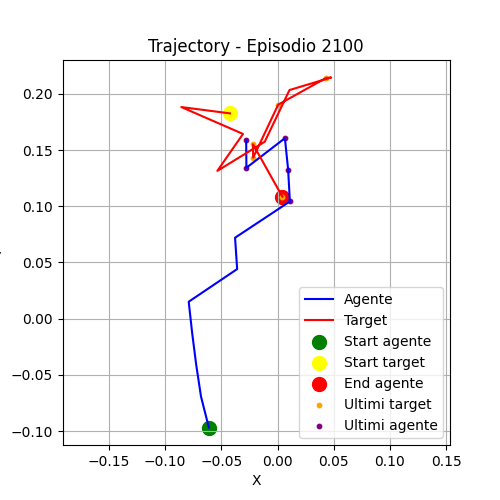 Trajectory - Episodio 2100
0.20
0.15
0.10
0.05
0.00
−0.05
−0.10
−0.15
−0.10
−0.05
0.00
0.05
0.10
0.15
X
Agente
Target
Start agente
Start target
End agente
Ultimi target
Ultimi agente